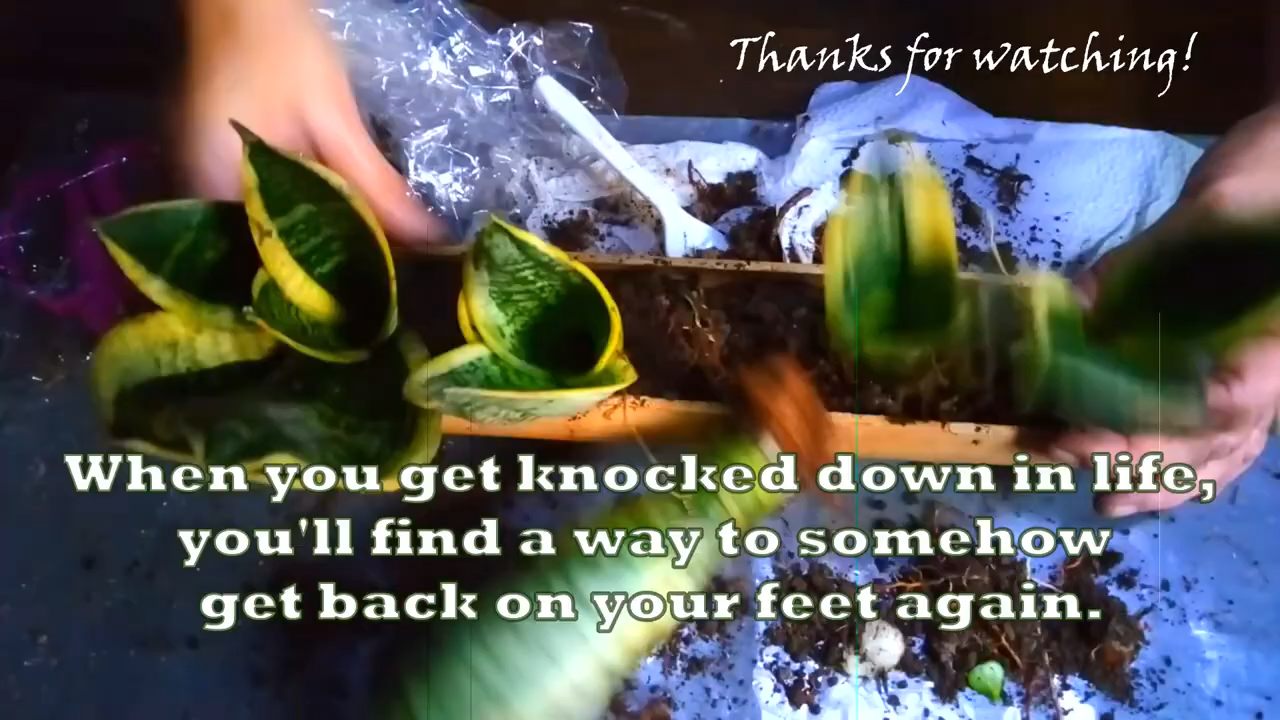 Thanks for watching!
When you get knocked down in life,
you'll find a way to somehow
get back on your feet again.